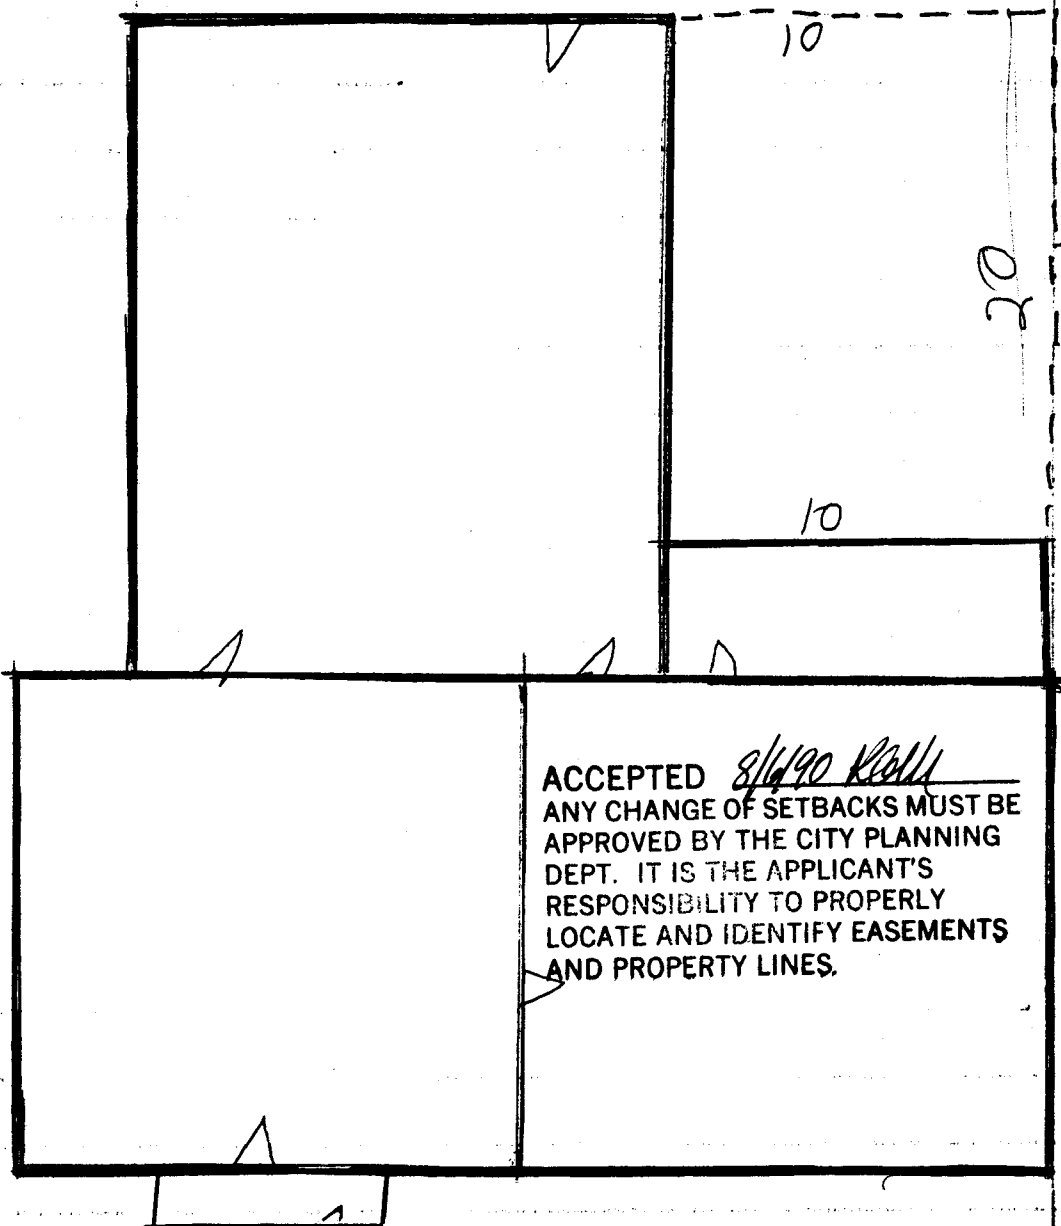 10
20
10
ACCEPTED 8/6/90
ANY CHANGE OF SETBACKS MUST BE
APPROVED BY THE CITY PLANNING
DEPT. IT IS THE APPLICANT'S
RESPONSIBILITY TO PROPERLY
LOCATE AND IDENTIFY EASEMENTS
AND PROPERTY LINES.